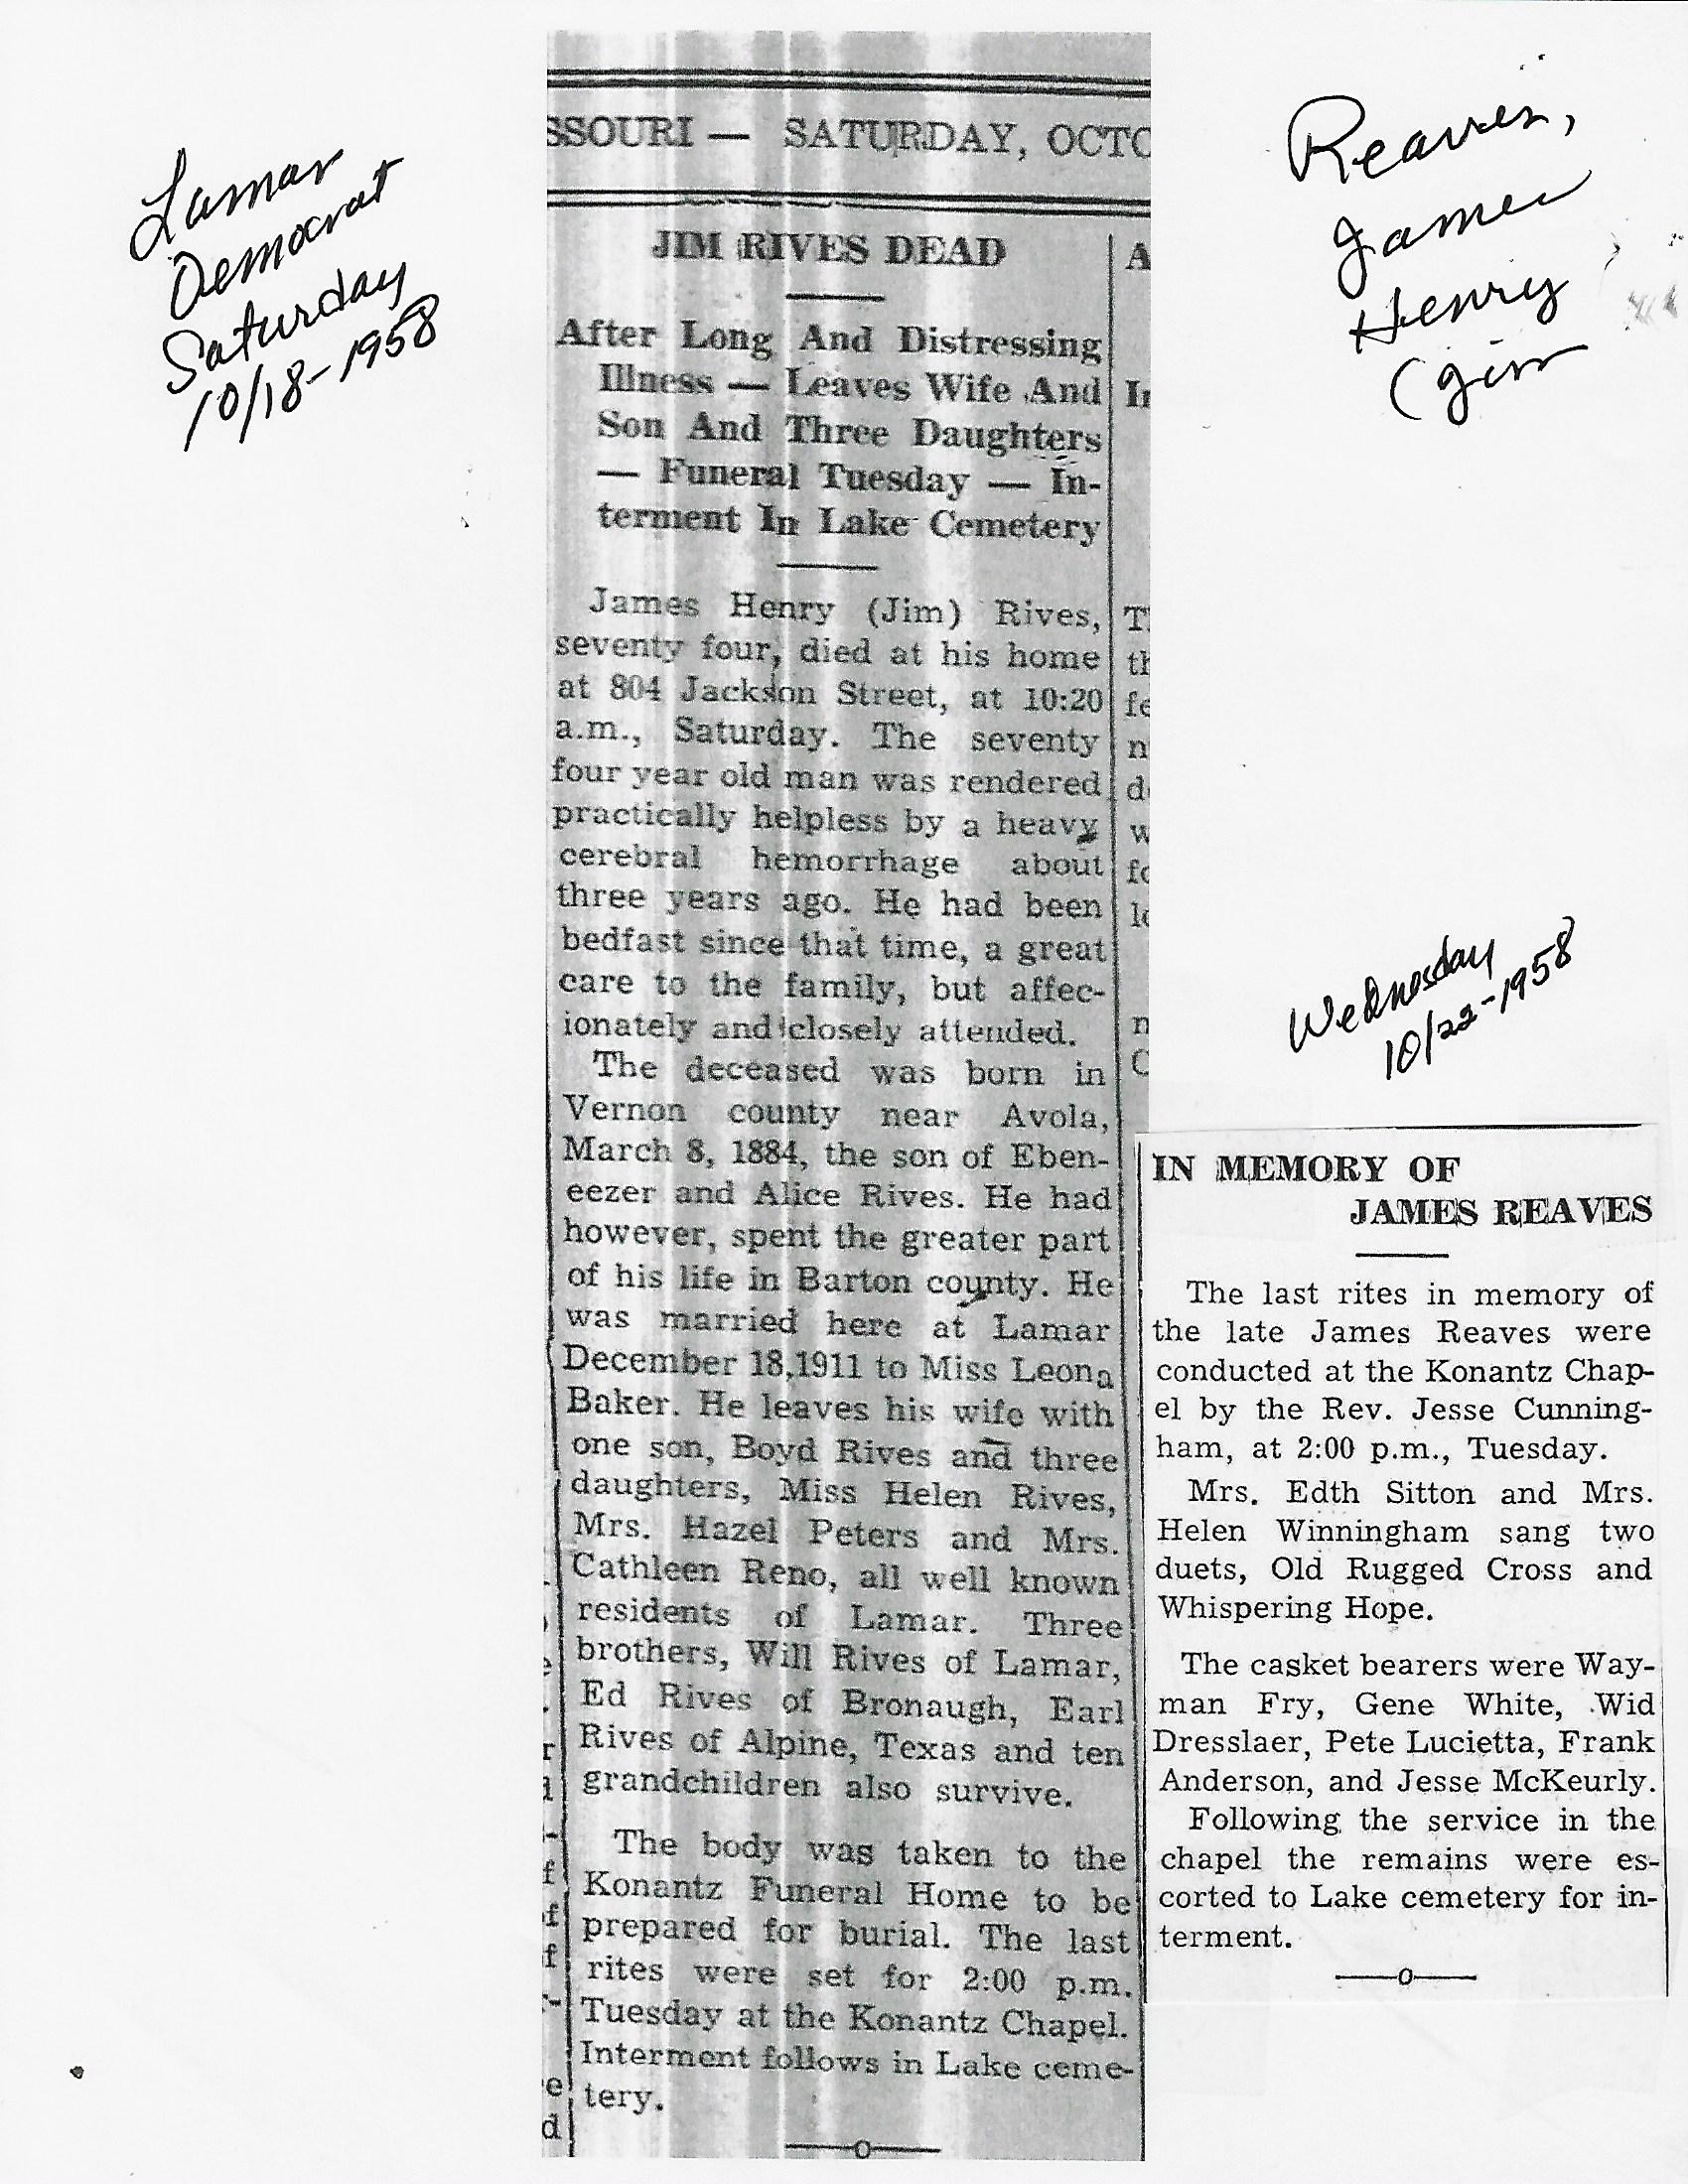 Lamar
Democrat
Saturday
10/18-1958
Reaves,
James
Henry
(Jim
SSOURI — SATURDAY, OCTO
JIM RIVES DEAD
After Long And Distressing
Illness — Leaves Wife And
Son And Three Daughters
— Funeral Tuesday — In-
terment In Lake Cemetery
James Henry (Jim) Rives,
seventy four, died at his home
at 804 Jackson Street, at 10:20
a.m., Saturday. The seventy
four year old man was rendered
practically helpless by a heavy
cerebral hemorrhage about
three years ago. He had been
bedfast since that time, a great
care to the family, but affec-
ionately and closely attended.
The deceased was born in
Vernon county near Avola,
March 8, 1884, the son of Eben-
eezer and Alice Rives. He had
however, spent the greater part
of his life in Barton county. He
was married here at Lamar
December 18,1911 to Miss Leona
Baker. He leaves his wife with
one son, Boyd Rives and three
daughters, Miss Helen Rives,
Mrs. Hazel Peters and Mrs.
Cathleen Reno, all well known
residents of Lamar. Three
brothers, Will Rives of Lamar,
Ed Rives of Bronaugh, Earl
Rives of Alpine, Texas and ten
grandchildren also survive.
The body was taken to the
Konantz Funeral Home to be
prepared for burial. The last
rites were set for 2:00 p.m.
Tuesday at the Konantz Chapel.
Interment follows in Lake ceme-
tery.
Wednesday
10/22-1958
IN MEMORY OF
JAMES REAVES
The last rites in memory of
the late James Reaves were
conducted at the Konantz Chap-
el by the Rev. Jesse Cunning-
ham, at 2:00 p.m., Tuesday.
Mrs. Edth Sitton and Mrs.
Helen Winningham sang two
duets, Old Rugged Cross and
Whispering Hope.
The casket bearers were Way-
man Fry, Gene White, Wid
Dresslaer, Pete Lucietta, Frank
Anderson, and Jesse McKeurly.
Following the service in the
chapel the remains were es-
corted to Lake cemetery for in-
terment.